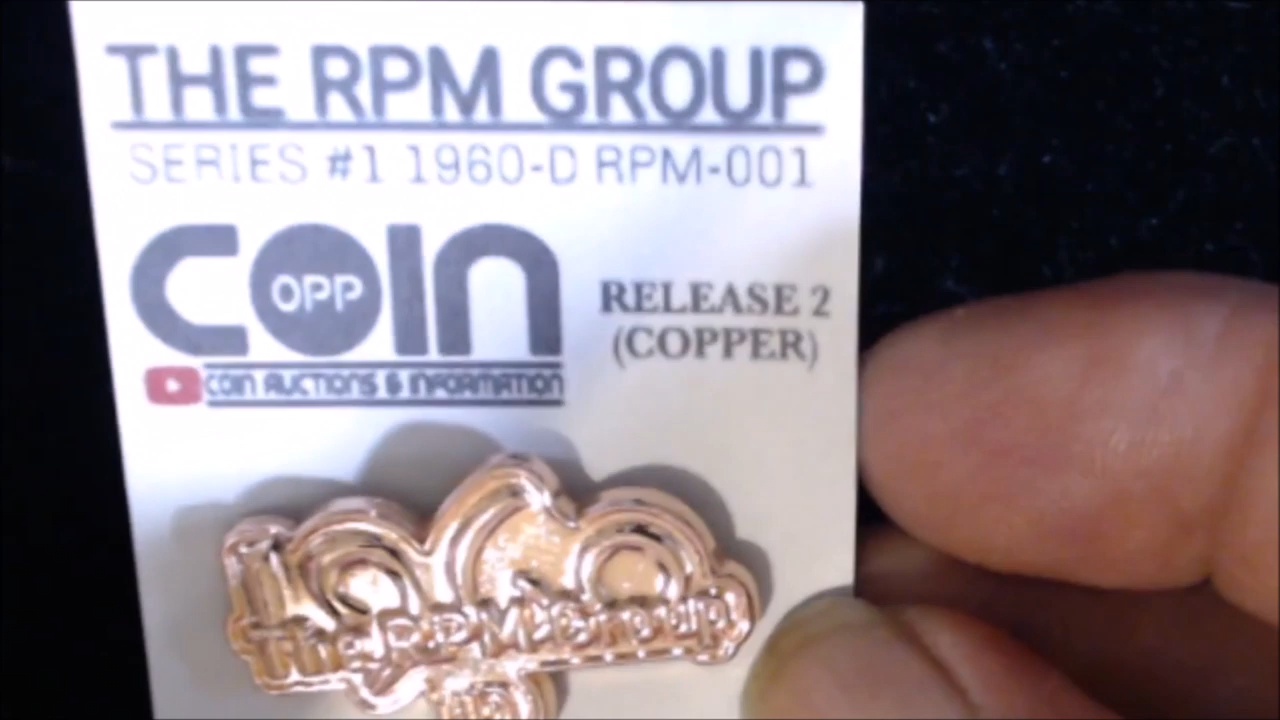 THE RPM GROUP
SERIES #1 1960-D RPM-001
COIN
OPP
RELEASE 2
(COPPER)
COIN AUCTIONS & INFORMATION
1960
The RPM Group